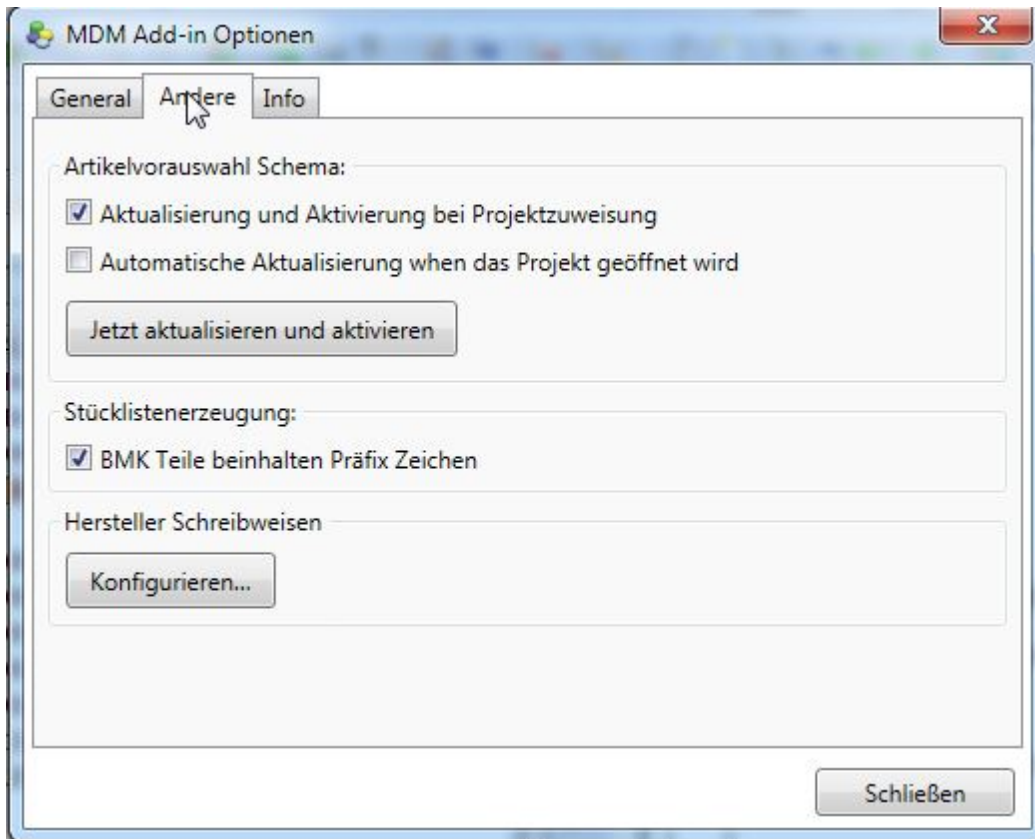 MDM Add-in Optionen
General Andere Info
Artikelvorauswahl Schema:
Aktualisierung und Aktivierung bei Projektzuweisung
Automatische Aktualisierung when das Projekt geöffnet wird
Jetzt aktualisieren und aktivieren
Stücklistenerzeugung:
BMK Teile beinhalten Präfix Zeichen
Hersteller Schreibweisen
Konfigurieren...
Schließen